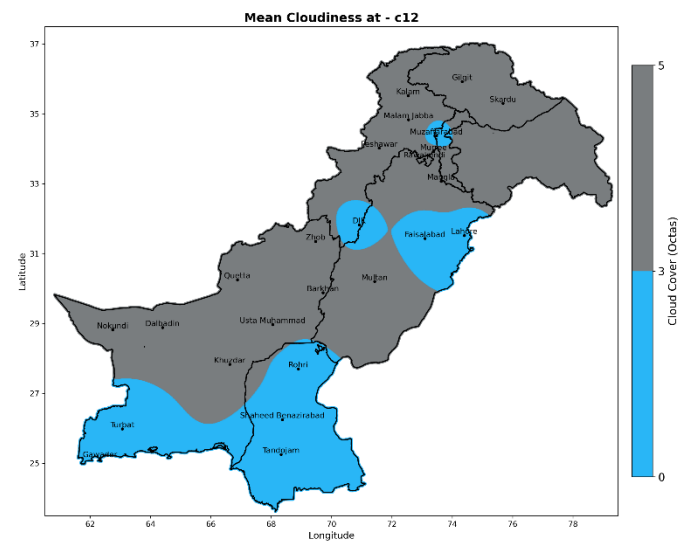 Mean Cloudiness at - c12
37
35
33
31
29
27
25
Latitude
62
64
66
68
70
72
74
76
78
Longitude
Gilgit
Kalam
Skardu
Malam Jabba
Muzaffarabad
Peshawar
Murree
Rawalpindi
Mangla
DIK
Faisalabad
Lahore
Zhob
Quetta
Barkhan
Multan
Nokundi
Dalbadin
Usta Muhammad
Khuzdar
Rohri
Shaheed Benazirabad
Turbat
Gawadar
Tandojam
5
3
0
Cloud Cover (Octas)